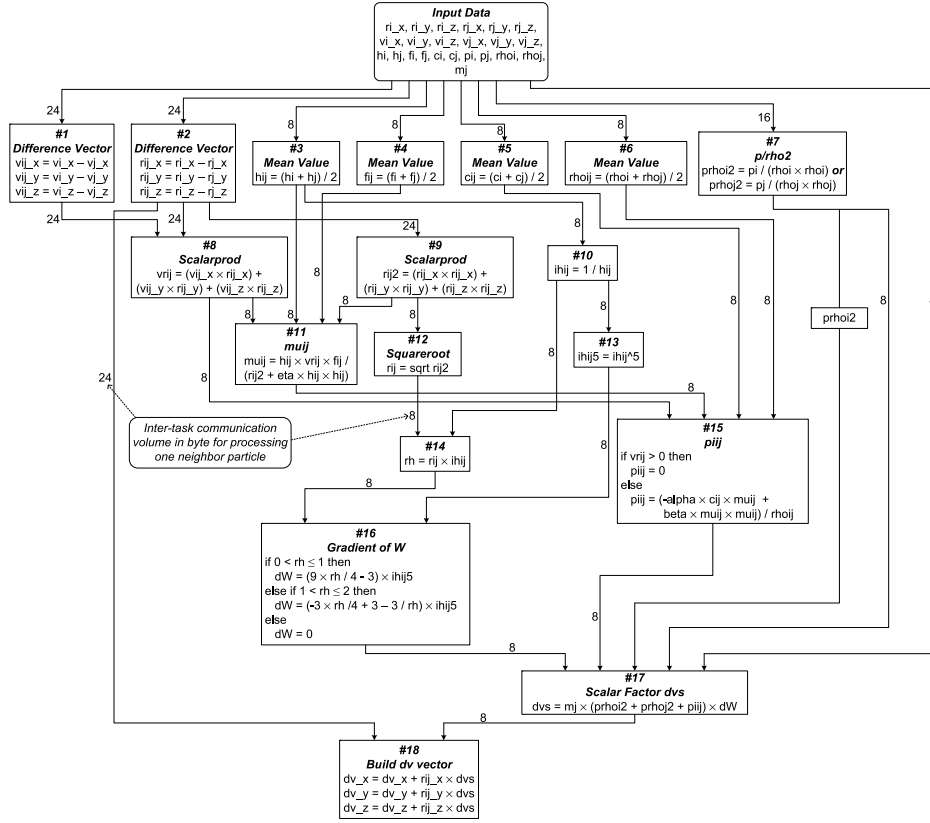 Input Data
ri_x, ri_y, ri_z, rj_x, rj_y, rj_z,
vi_x, vi_y, vi_z, vj_x, vj_y, vj_z,
hi, hj, fi, fj, ci, cj, pi, pj, rhoi, rhoj,
mj
24
24
8
8
8
8
16
#1
Difference Vector
vij_x = vi_x – vj_x
vij_y = vi_y – vj_y
vij_z = vi_z – vj_z
#2
Difference Vector
rij_x = ri_x – rj_x
rij_y = ri_y – rj_y
rij_z = ri_z – rj_z
#3
Mean Value
hij = (hi + hj) / 2
#4
Mean Value
fij = (fi + fj) / 2
#5
Mean Value
cij = (ci + cj) / 2
#6
Mean Value
rhoij = (rhoi + rhoj) / 2
#7
p/rho2
prhoi2 = pi / (rhoi × rhoi) or
prhoj2 = pj / (rhoj × rhoj)
24
24
8
#8
Scalarprod
vrij = (vij_x × rij_x) +
(vij_y × rij_y) + (vij_z × rij_z)
8
8
#9
Scalarprod
rij2 = (rij_x × rij_x) +
(rij_y × rij_y) + (rij_z × rij_z)
#10
ihij = 1 / hij
8
8
8
8
prhoi2
8
8
8
8
8
#11
muij
muij = hij × vrij × fij /
(rij2 + eta × hij × hij)
#12
Squareroot
rij = sqrt rij2
#13
ihij5 = ihij^5
24
8
8
8
Inter-task communication
volume in byte for processing
one neighbor particle
8
#14
rh = rij × ihij
8
#15
piij
if vrij > 0 then
piij = 0
else
piij = (-alpha × cij × muij +
beta × muij × muij) / rhoij
8
#16
Gradient of W
if 0 < rh ≤ 1 then
dW = (9 × rh / 4 - 3) × ihij5
else if 1 < rh ≤ 2 then
dW = (-3 × rh /4 + 3 – 3 / rh) × ihij5
else
dW = 0
8
8
8
#17
Scalar Factor dvs
dvs = mj × (prhoi2 + prhoj2 + piij) × dW
8
#18
Build dv vector
dv_x = dv_x + rij_x × dvs
dv_y = dv_y + rij_y × dvs
dv_z = dv_z + rij_z × dvs